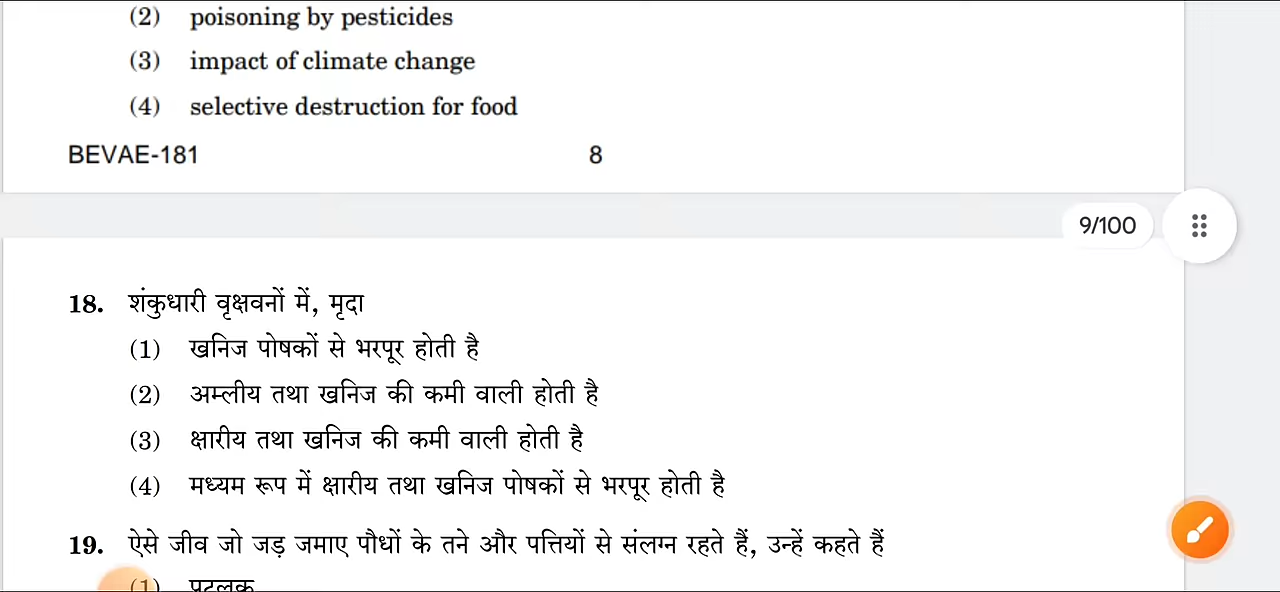 (2) poisoning by pesticides
(3) impact of climate change
(4) selective destruction for food
BEVAE-181 8
9/100
18. शंकुधारी वृक्षवनों में, मृदा
(1) खनिज पोषकों से भरपूर होती है
(2) अम्लीय तथा खनिज की कमी वाली होती है
(3) क्षारीय तथा खनिज की कमी वाली होती है
(4) मध्यम रूप में क्षारीय तथा खनिज पोषकों से भरपूर होती है
19. ऐसे जीव जो जड़ जमाए पौधों के तने और पत्तियों से संलग्न रहते हैं, उन्हें कहते हैं
(1) पटलक